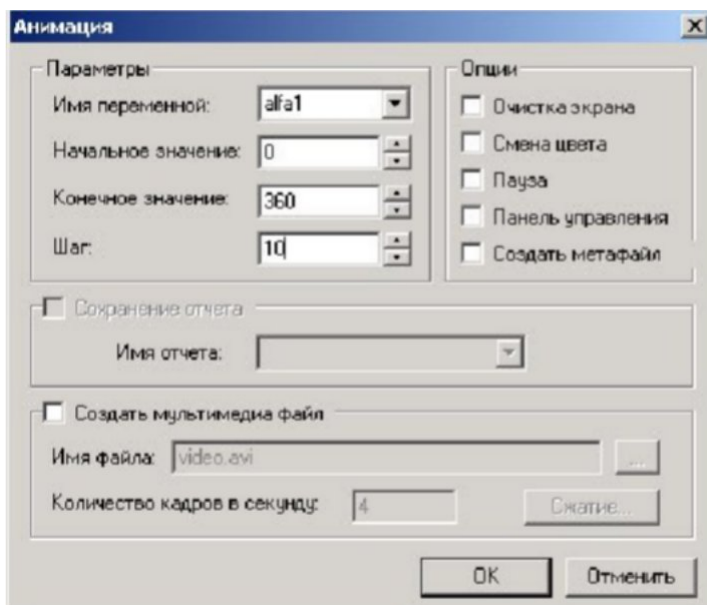 Анимация
Параметры
Имя переменной: alfa1
Начальное значение: 0
Конечное значение: 360
Шаг: 10
Опции
Очистка экрана
Смена цвета
Пауза
Панель управления
Создать метафайл
Сохранение отчета
Имя отчета:
Создать мультимедиа файл
Имя файла: video.avi ...
Количество кадров в секунду: 4 Сжатие...
OK Отменить